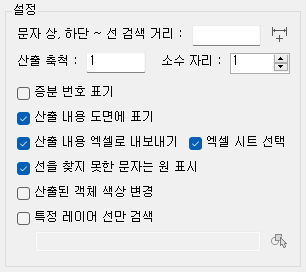 설정
문자 상, 하단 ~ 선 검색 거리 :
산출 축척 : 1 소수 자리 : 1
증분 번호 표기
산출 내용 도면에 표기
산출 내용 엑셀로 내보내기 엑셀 시트 선택
선을 찾지 못한 문자는 원 표시
산출된 객체 색상 변경
특정 레이어 선만 검색